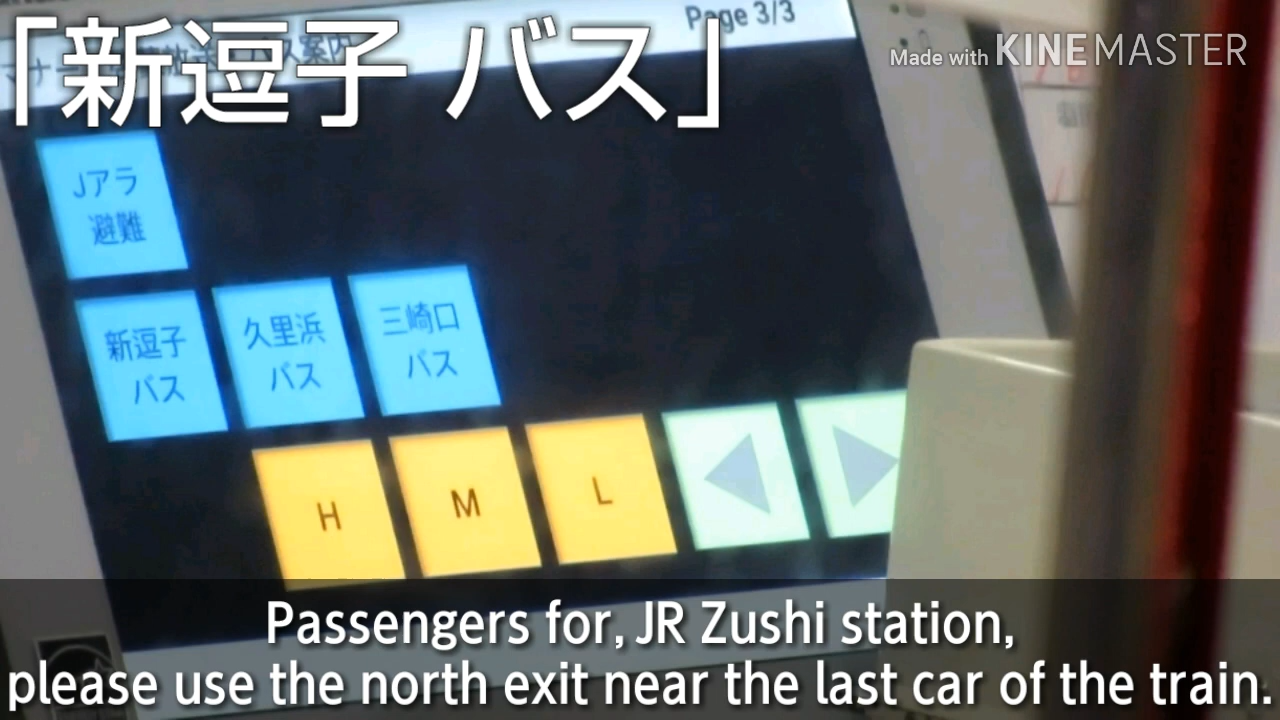 「新逗子 バス」
Page 3/3
Made with KINEMASTER
Jアラ
避難
新逗子
バス
久里浜
バス
三崎口
バス
H
M
L
Passengers for, JR Zushi station,
please use the north exit near the last car of the train.